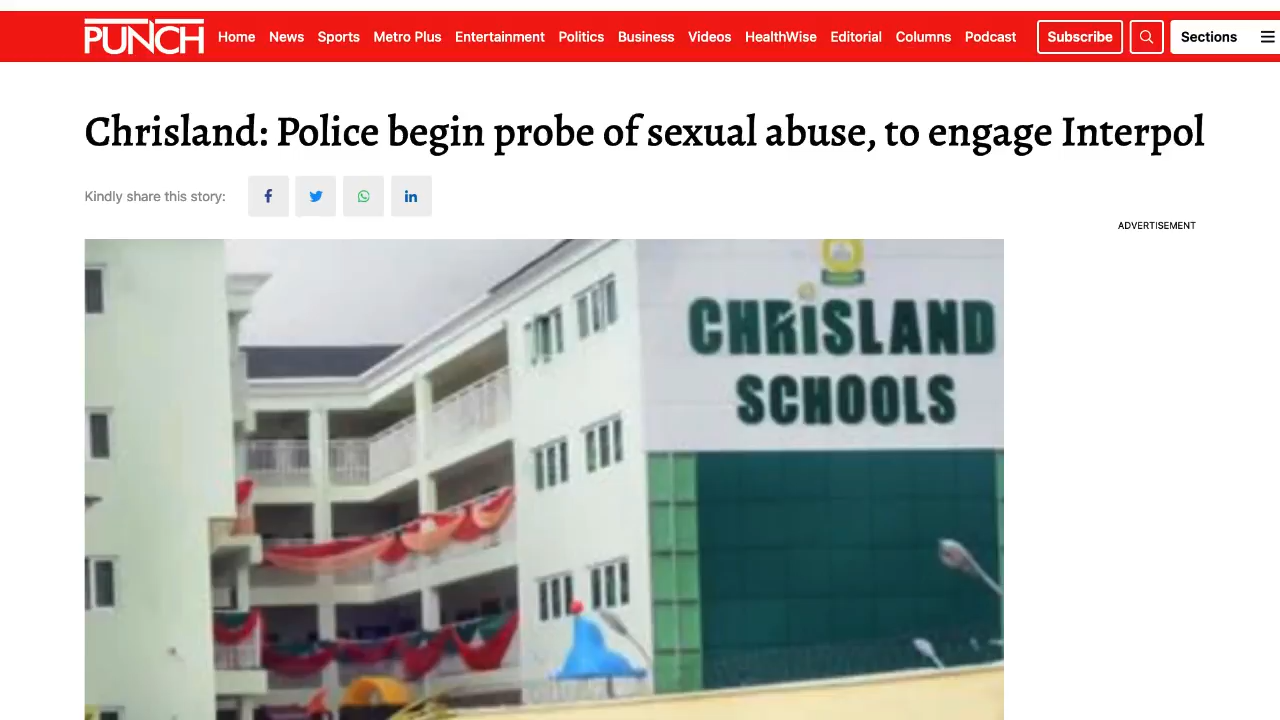 PUNCH Home News Sports Metro Plus Entertainment Politics Business Videos HealthWise Editorial Columns Podcast Subscribe Sections
Chrisland: Police begin probe of sexual abuse, to engage Interpol
Kindly share this story:
ADVERTISEMENT
CHRiSLAND
SCHOOLS